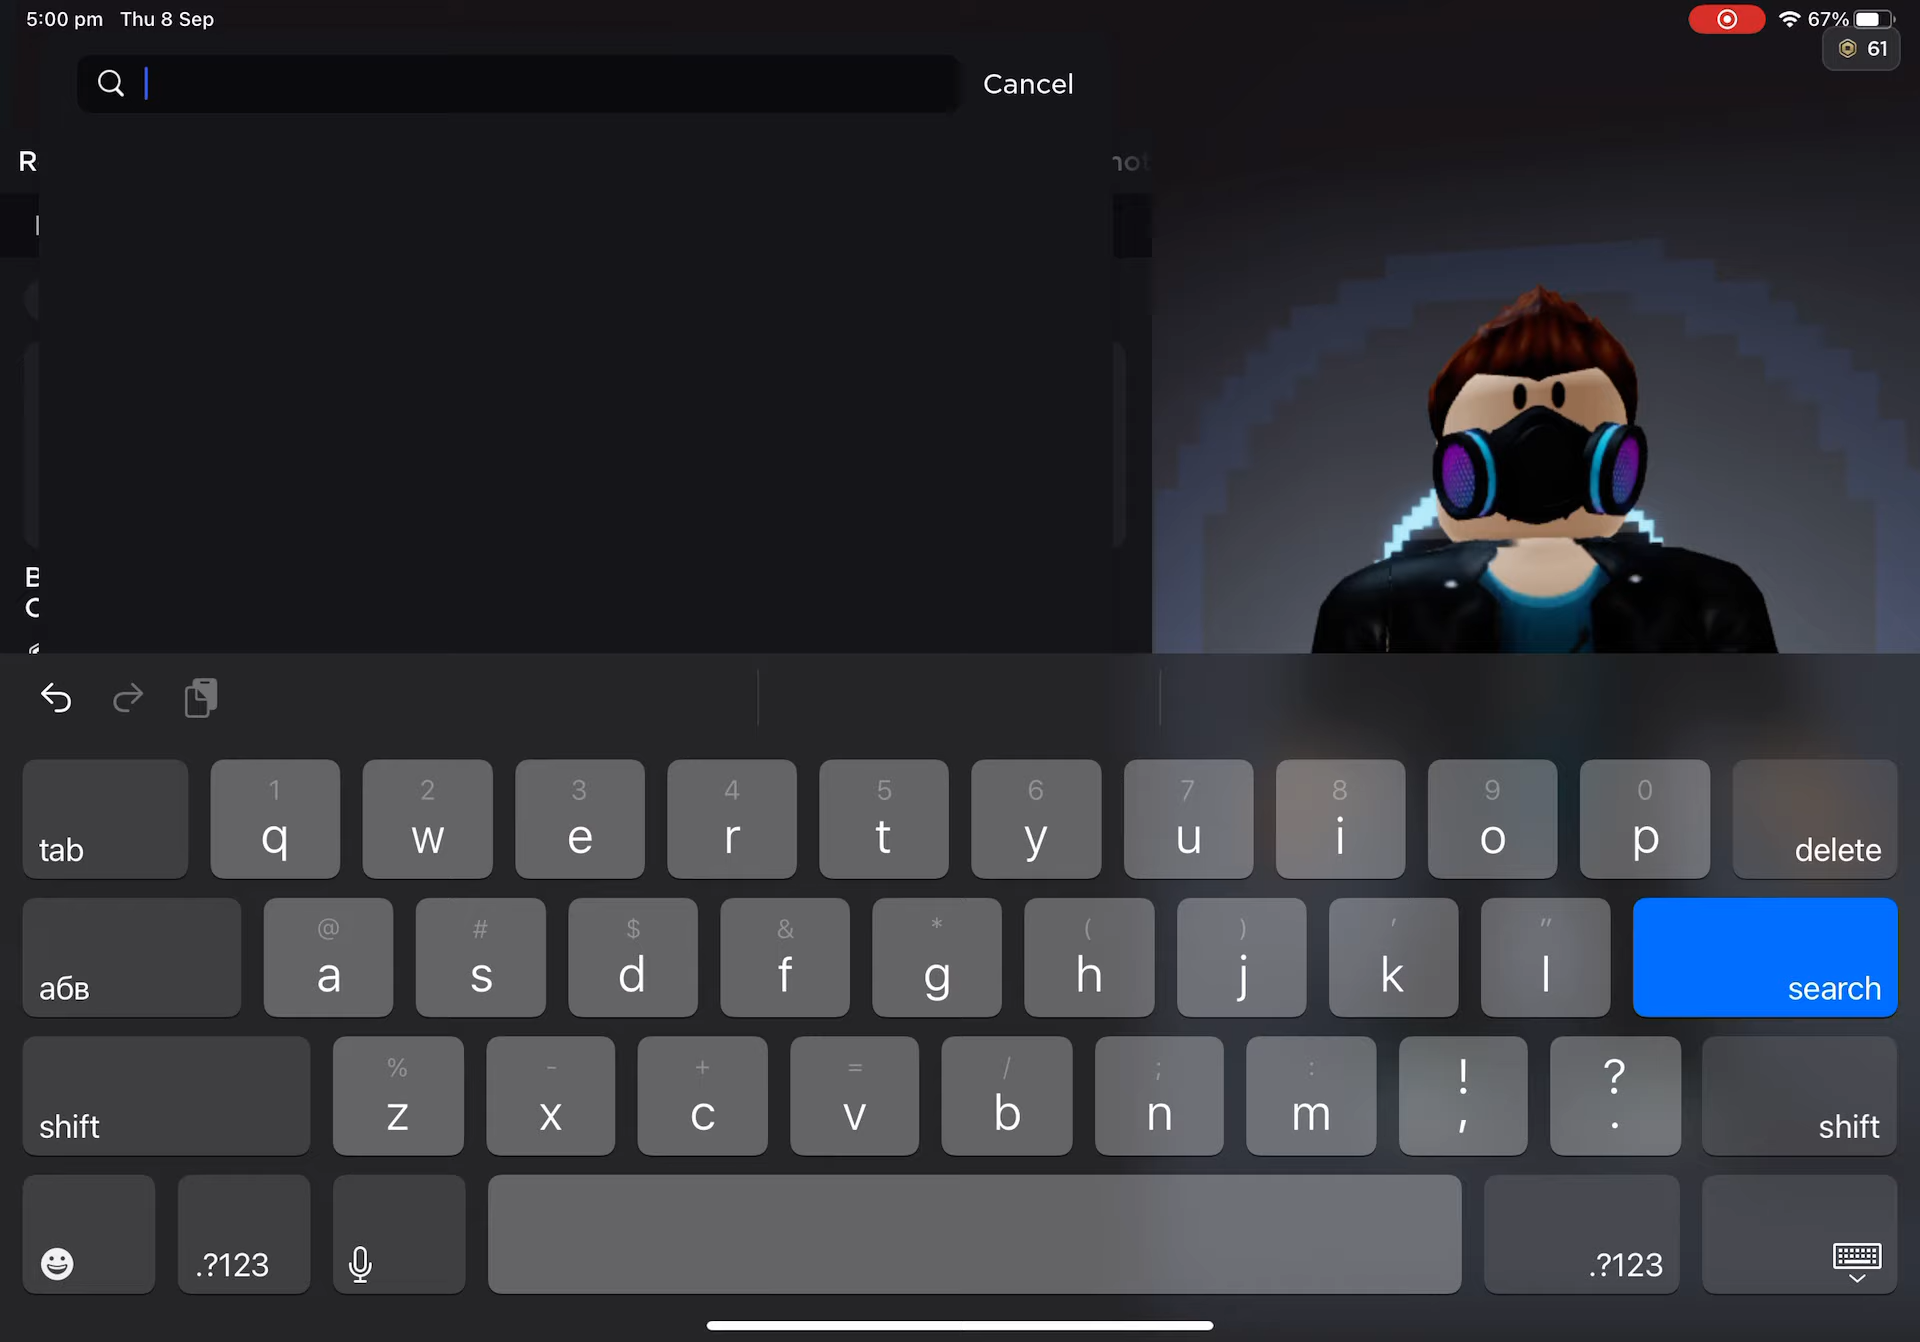 5:00 pm Thu 8 Sep
67%
61
Cancel
R
not
B
C
tab
1 2 3 4 5 6 7 8 9 0
q w e r t y u i o p
delete
@ # $ & * ( ) ' "
абв
a s d f g h j k l
search
% - + = / ; : ! ?
shift
z x c v b n m , .
shift
.?123
.?123